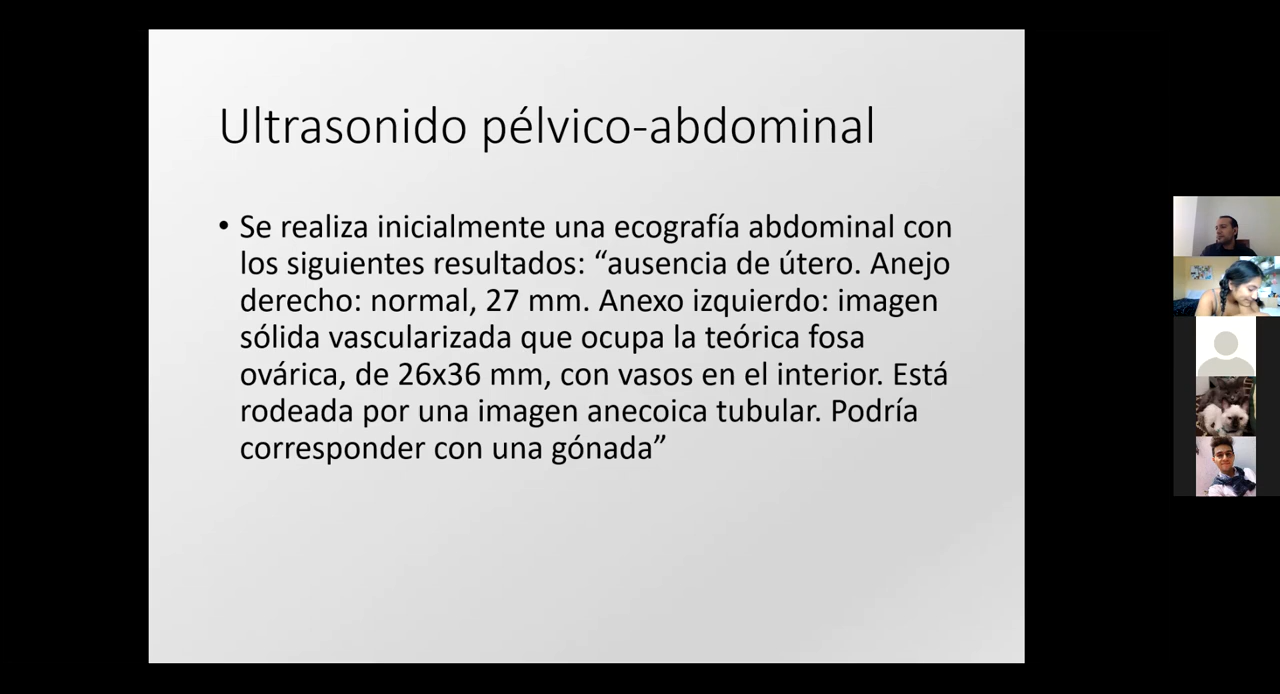 Ultrasonido pélvico-abdominal
• Se realiza inicialmente una ecografía abdominal con
los siguientes resultados: “ausencia de útero. Anejo
derecho: normal, 27 mm. Anexo izquierdo: imagen
sólida vascularizada que ocupa la teórica fosa
ovárica, de 26x36 mm, con vasos en el interior. Está
rodeada por una imagen anecoica tubular. Podría
corresponder con una gónada”